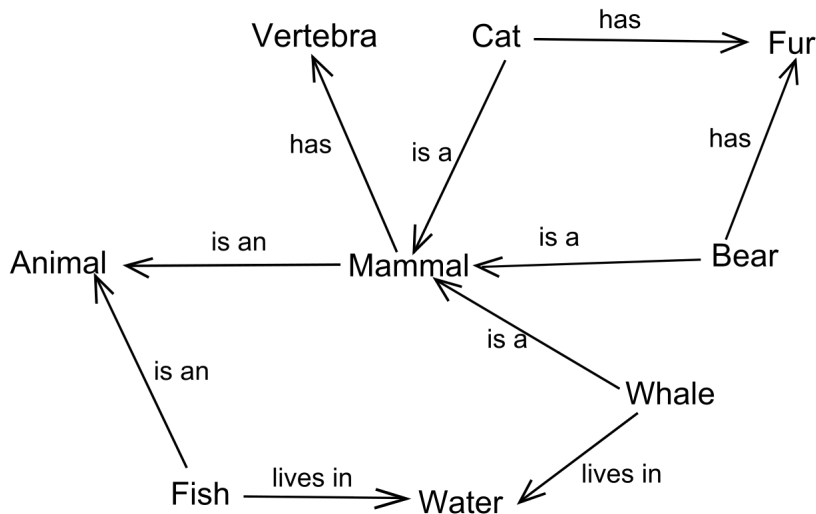 Vertebra
Cat
has
Fur
has
is a
has
is an
is a
Animal
Mammal
Bear
is a
is an
Whale
lives in
lives in
Fish
Water